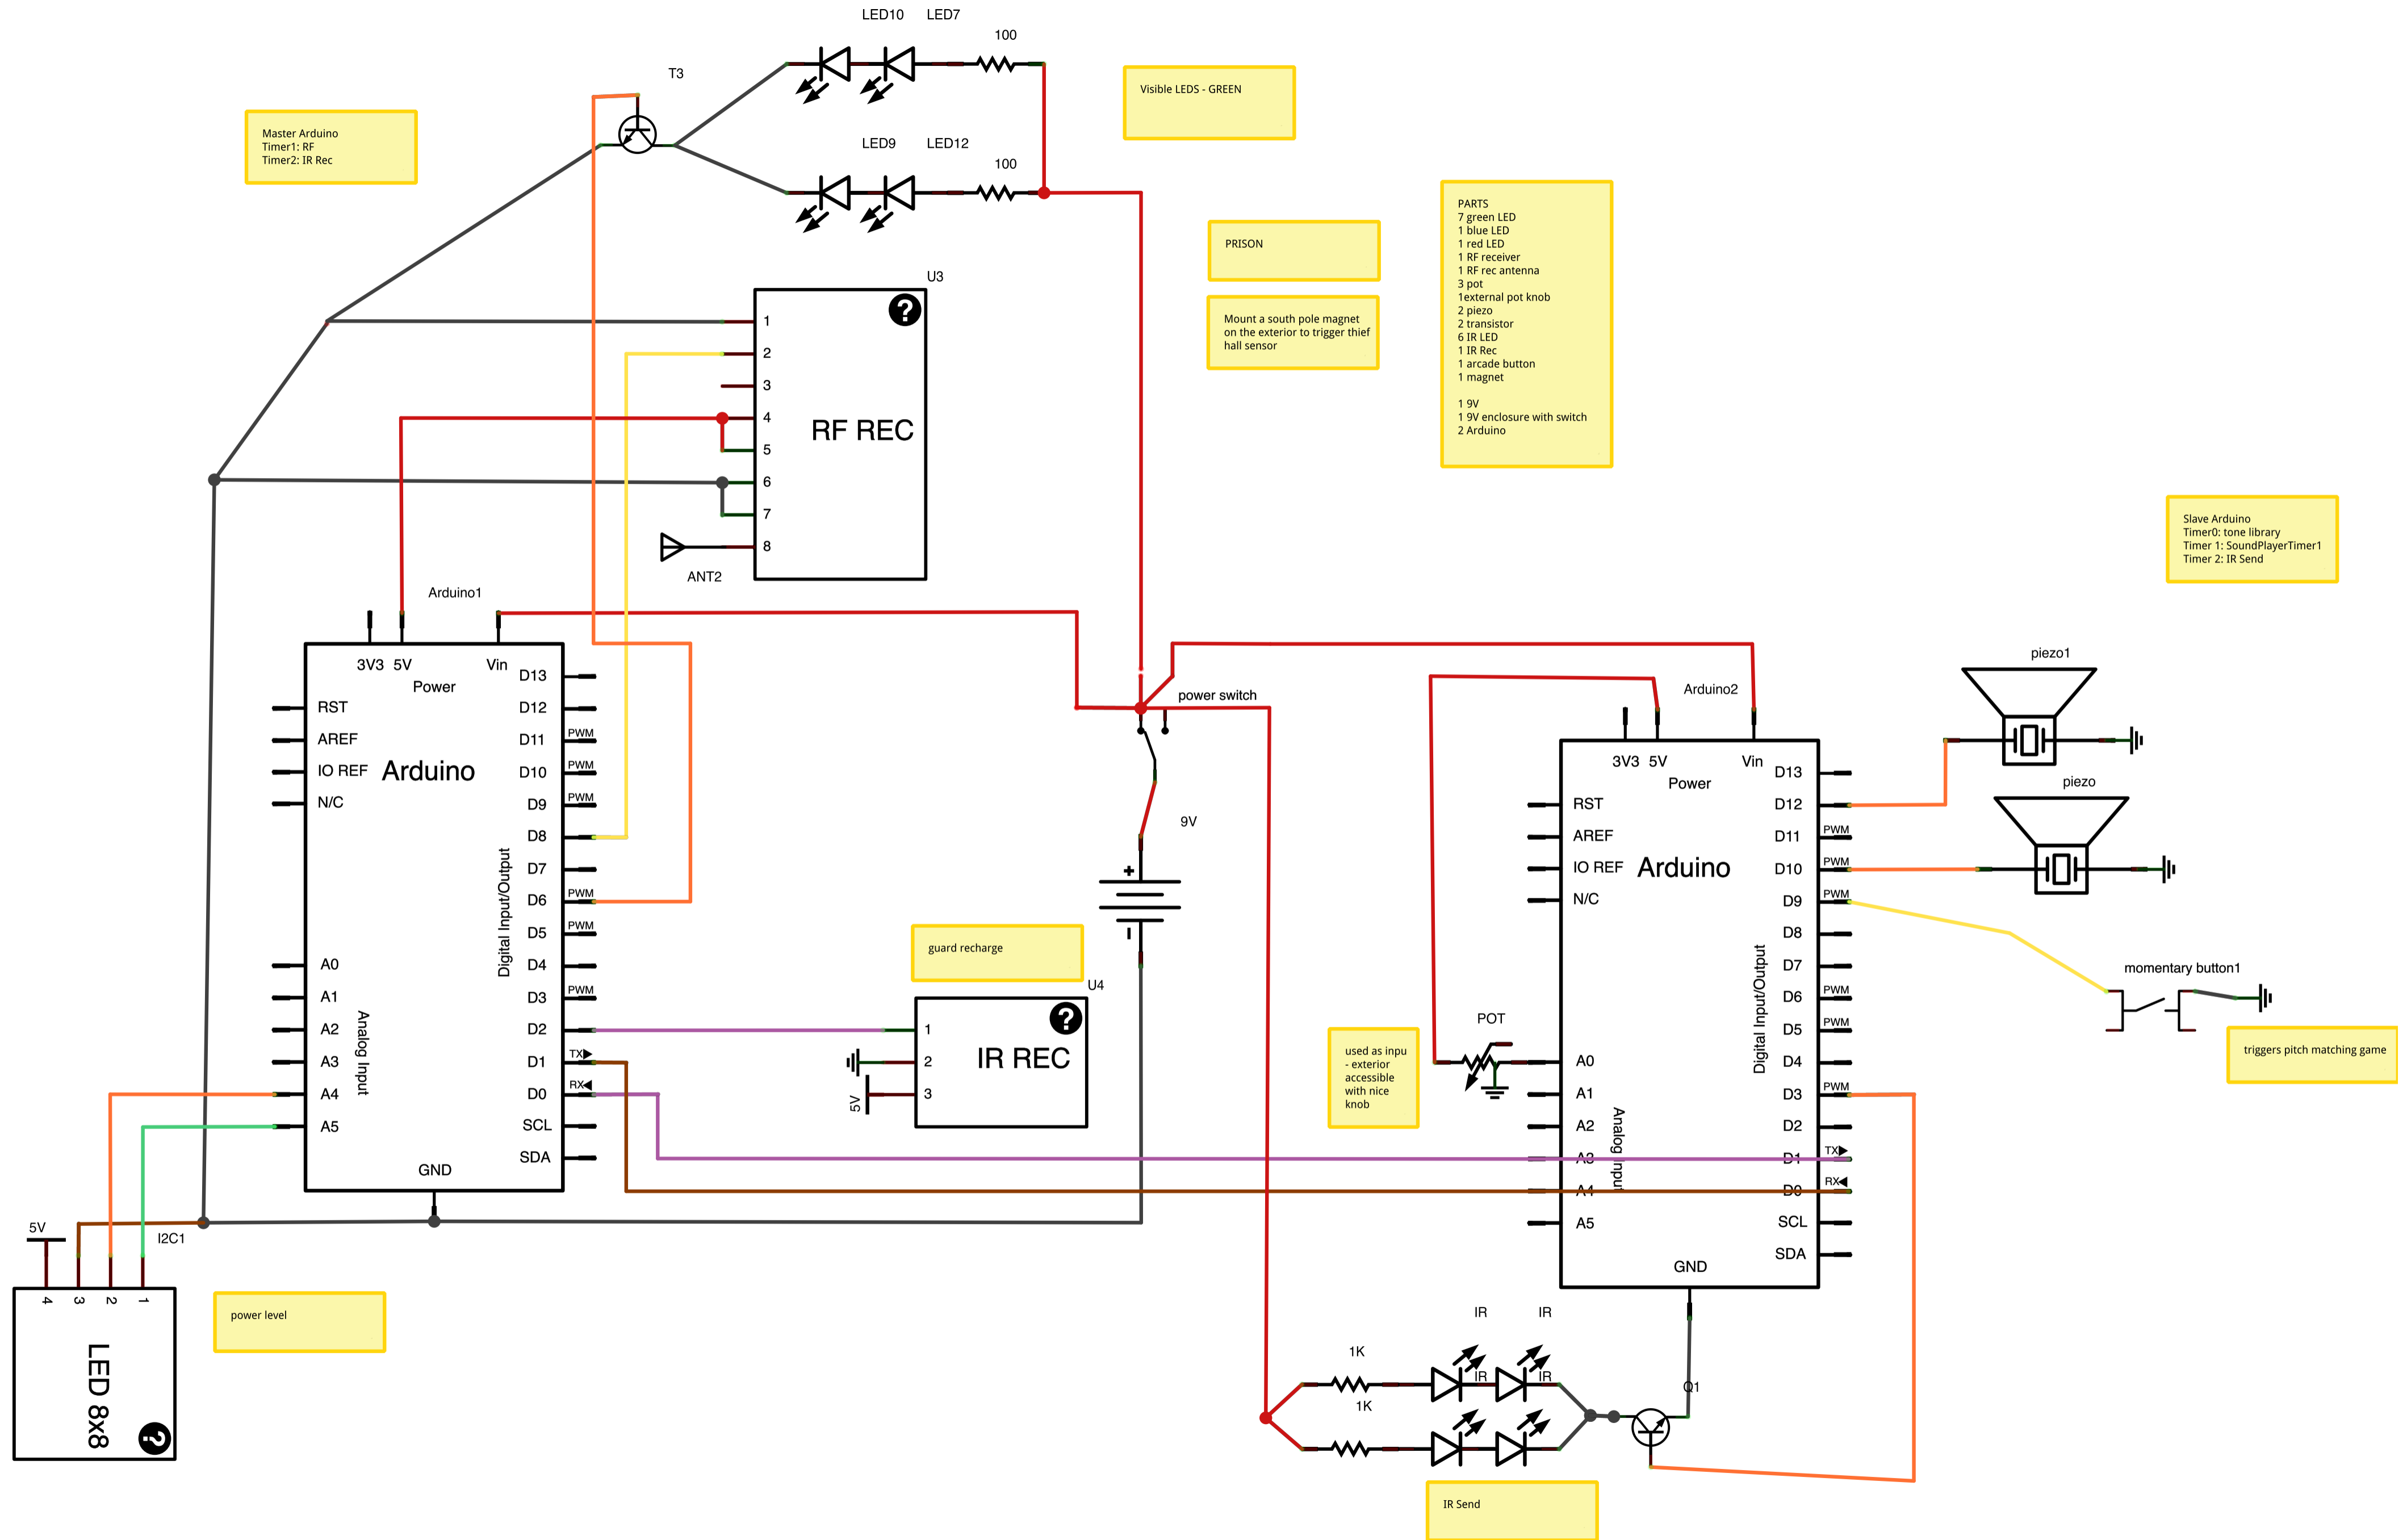 LED10 LED7
100
T3
Visible LEDS - GREEN
Master Arduino
Timer1: RF
Timer2: IR Rec
LED9 LED12
100
PARTS
7 green LED
1 blue LED
1 red LED
1 RF receiver
1 RF rec antenna
3 pot
1external pot knob
2 piezo
2 transistor
6 IR LED
1 IR Rec
1 arcade button
1 magnet
1 9V
1 9V enclosure with switch
2 Arduino
PRISON
Mount a south pole magnet
on the exterior to trigger thief
hall sensor
U3
1
2
3
4
5
6
7
8
RF REC
ANT2
Slave Arduino
Timer0: tone library
Timer 1: SoundPlayerTimer1
Timer 2: IR Send
Arduino1
3V3 5V Vin
Power
RST
AREF
IO REF
N/C
Arduino
A0
A1
A2
A3
A4
A5
Analog Input
Digital Input/Output
D13
D12
D11 PWM
D10 PWM
D9 PWM
D8
D7
D6 PWM
D5 PWM
D4
D3 PWM
D2
D1 TX
D0 RX
SCL
SDA
GND
power switch
9V
+
−
guard recharge
U4
1
2
3
IR REC
5V
Arduino2
3V3 5V Vin
Power
RST
AREF
IO REF
N/C
Arduino
A0
A1
A2
A3
A4
A5
Analog Input
Digital Input/Output
D13
D12
D11 PWM
D10 PWM
D9 PWM
D8
D7
D6 PWM
D5 PWM
D4
D3 PWM
D2
D1 TX
D0 RX
SCL
SDA
GND
piezo1
piezo
momentary button1
triggers pitch matching game
POT
used as inpu
- exterior
accessible
with nice
knob
5V
I2C1
4 3 2 1
LED 8x8
power level
IR IR
1K
IR IR
1K
Q1
IR Send